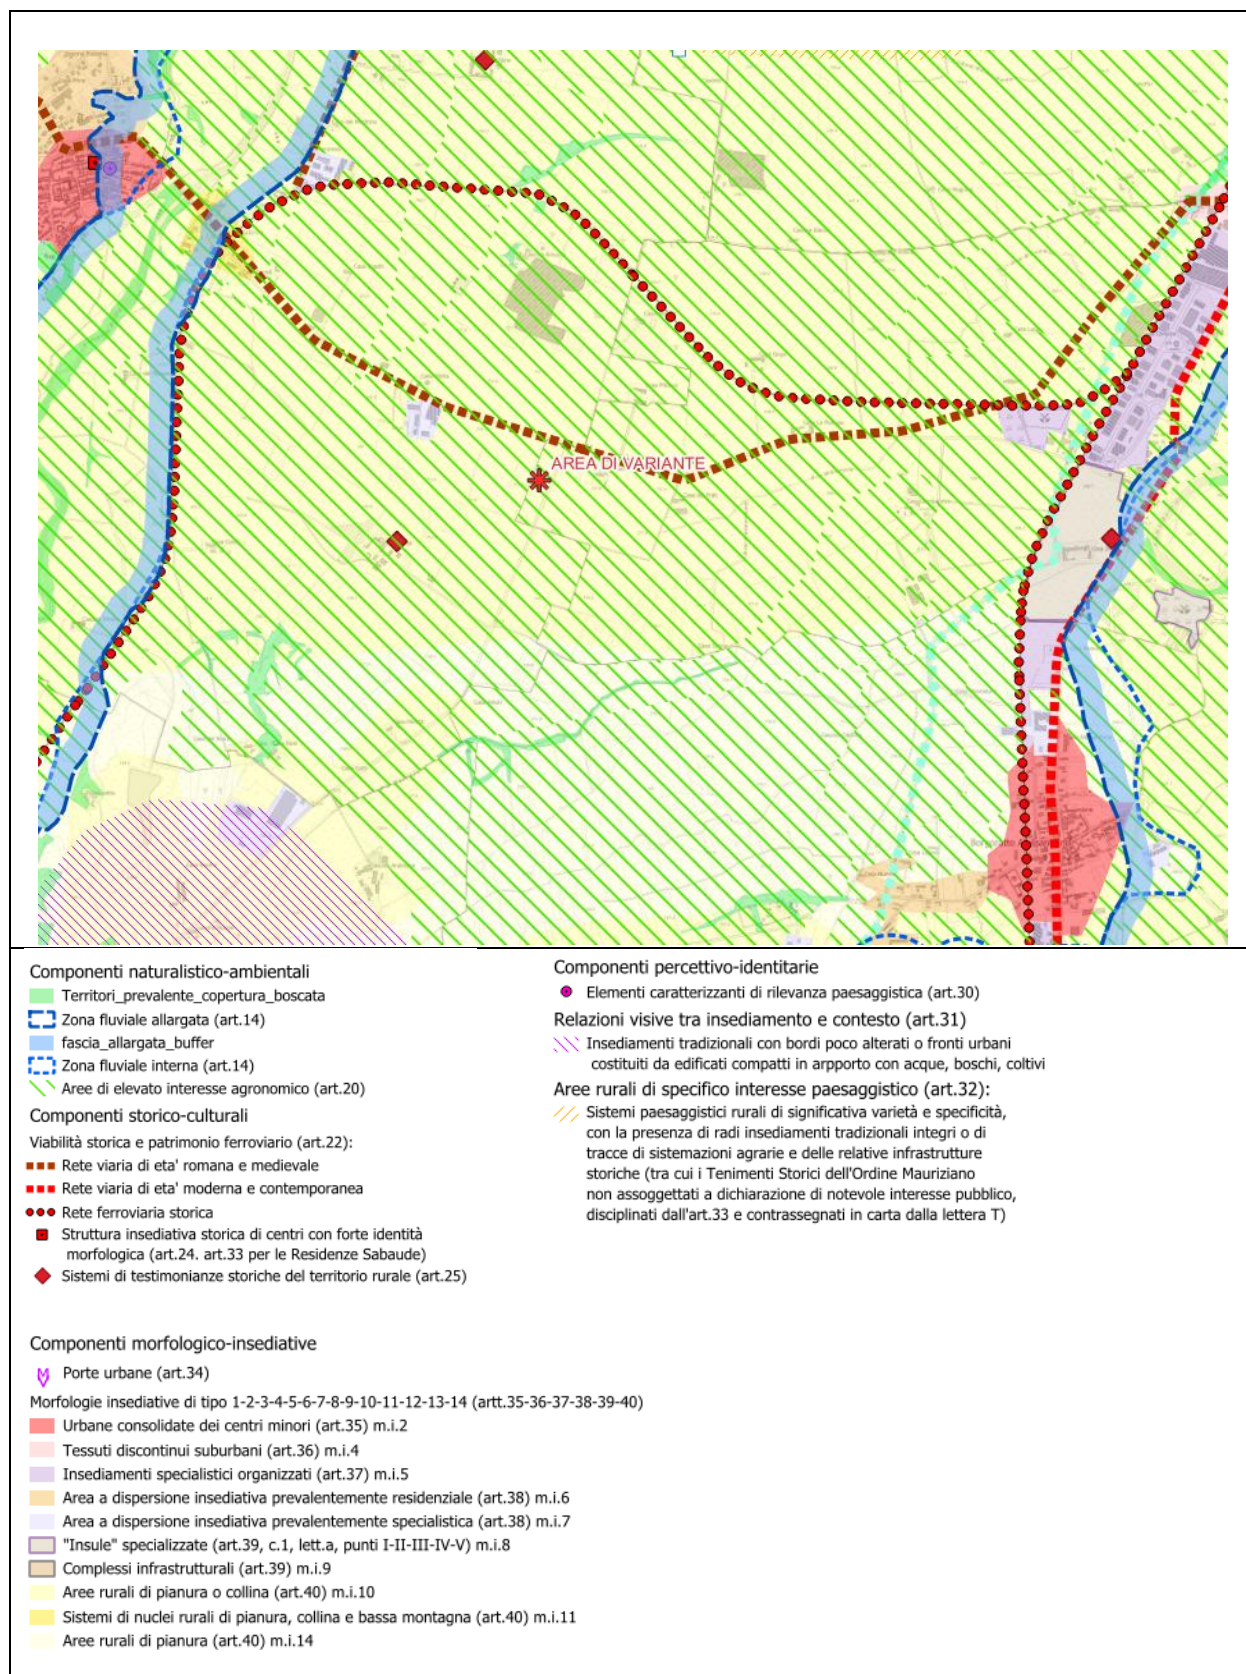 AREA DI VARIANTE
Componenti naturalistico-ambientali
Territori_prevalente_copertura_boscata
Zona fluviale allargata (art.14)
fascia_allargata_buffer
Zona fluviale interna (art.14)
Aree di elevato interesse agronomico (art.20)
Componenti storico-culturali
Viabilità storica e patrimonio ferroviario (art.22):
Rete viaria di eta' romana e medievale
Rete viaria di eta' moderna e contemporanea
Rete ferroviaria storica
Struttura insediativa storica di centri con forte identità
morfologica (art.24. art.33 per le Residenze Sabaude)
Sistemi di testimonianze storiche del territorio rurale (art.25)
Componenti percettivo-identitarie
Elementi caratterizzanti di rilevanza paesaggistica (art.30)
Relazioni visive tra insediamento e contesto (art.31)
Insediamenti tradizionali con bordi poco alterati o fronti urbani
costituiti da edificati compatti in arpporto con acque, boschi, coltivi
Aree rurali di specifico interesse paesaggistico (art.32):
Sistemi paesaggistici rurali di significativa varietà e specificità,
con la presenza di radi insediamenti tradizionali integri o di
tracce di sistemazioni agrarie e delle relative infrastrutture
storiche (tra cui i Tenimenti Storici dell'Ordine Mauriziano
non assoggettati a dichiarazione di notevole interesse pubblico,
disciplinati dall'art.33 e contrassegnati in carta dalla lettera T)
Componenti morfologico-insediative
Porte urbane (art.34)
Morfologie insediative di tipo 1-2-3-4-5-6-7-8-9-10-11-12-13-14 (artt.35-36-37-38-39-40)
Urbane consolidate dei centri minori (art.35) m.i.2
Tessuti discontinui suburbani (art.36) m.i.4
Insediamenti specialistici organizzati (art.37) m.i.5
Area a dispersione insediativa prevalentemente residenziale (art.38) m.i.6
Area a dispersione insediativa prevalentemente specialistica (art.38) m.i.7
"Insule" specializzate (art.39, c.1, lett.a, punti I-II-III-IV-V) m.i.8
Complessi infrastrutturali (art.39) m.i.9
Aree rurali di pianura o collina (art.40) m.i.10
Sistemi di nuclei rurali di pianura, collina e bassa montagna (art.40) m.i.11
Aree rurali di pianura (art.40) m.i.14